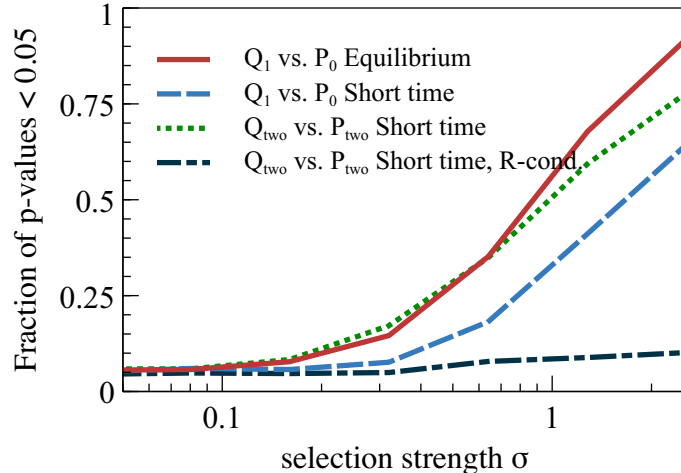 1
0.75
0.5
0.25
0
Fraction of p-values < 0.05
Q₁ vs. P₀ Equilibrium
Q₁ vs. P₀ Short time
Q_two vs. P_two Short time
Q_two vs. P_two Short time, R-cond.
0.1 1
selection strength σ